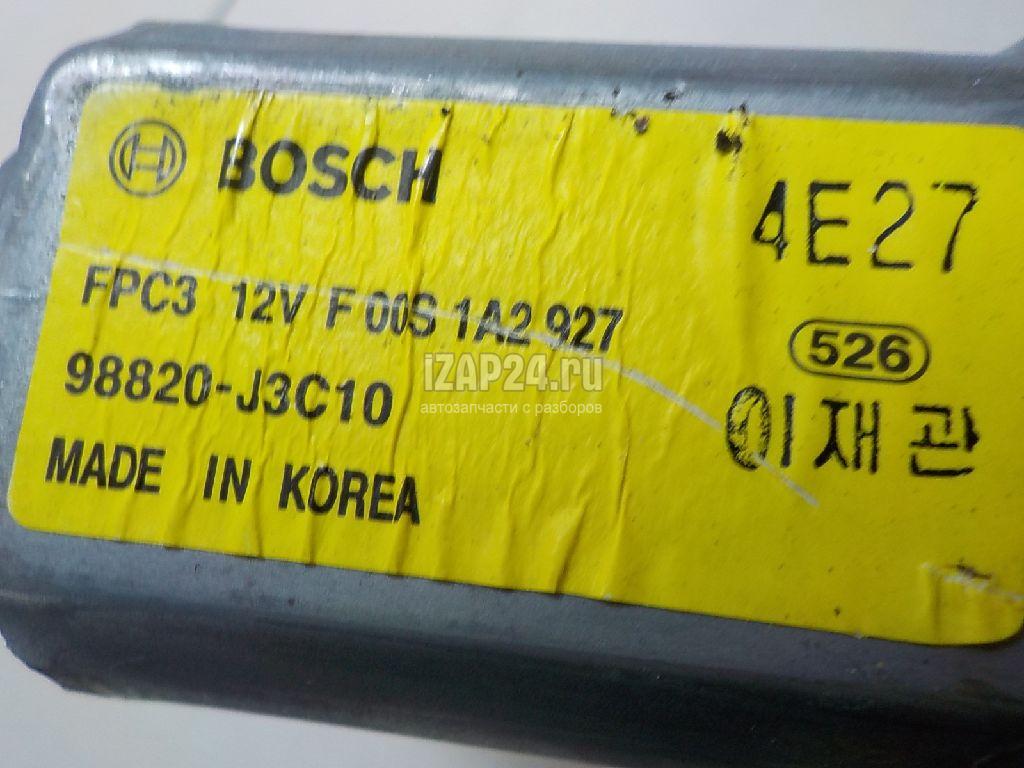 BOSCH
4E27
FPC3 12V F 00S 1A2 927
526
98820-J3C10
이재관
MADE IN KOREA
iZAP24.ru
автозапчасти с разборов